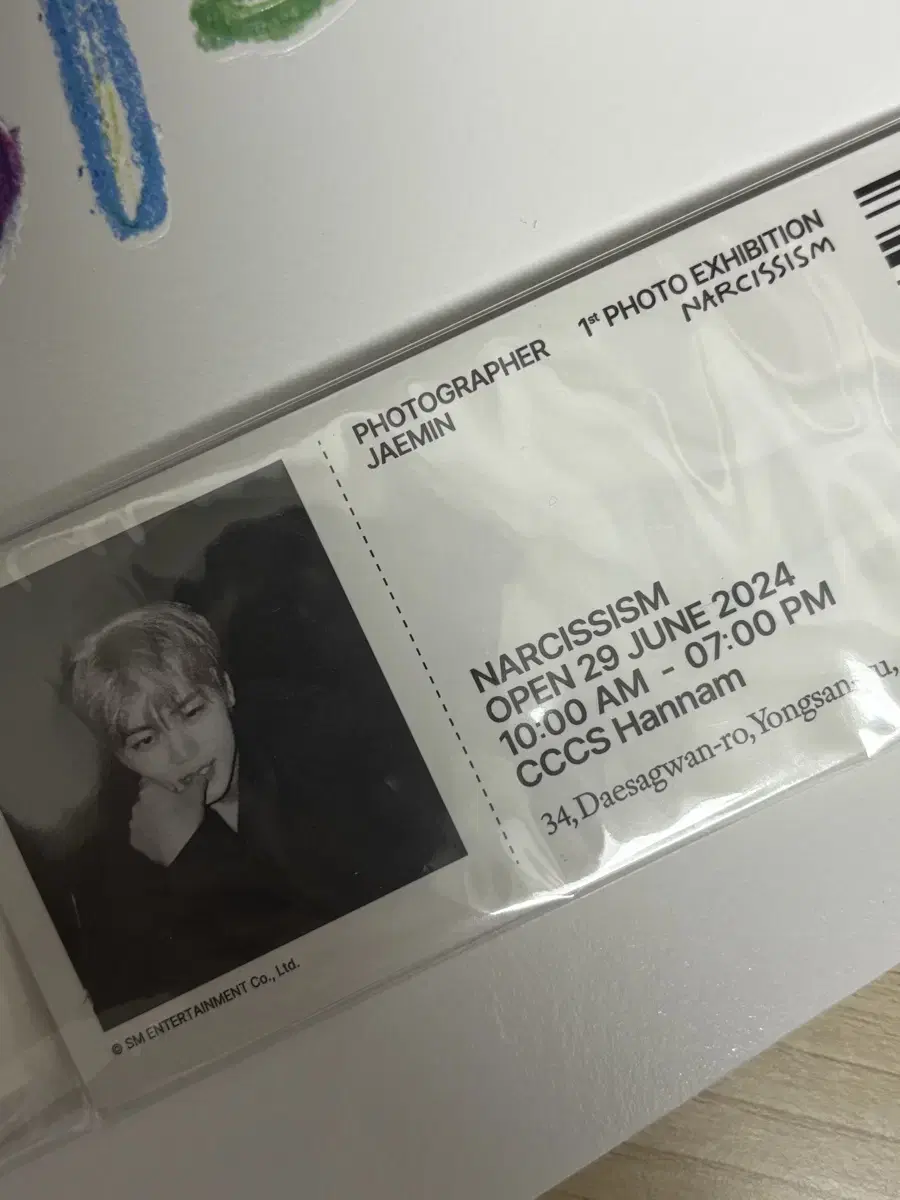 PHOTOGRAPHER
JAEMIN
1st PHOTO EXHIBITION
NARCISSISM
NARCISSISM
OPEN 29 JUNE 2024
10:00 AM - 07:00 PM
CCCS Hannam
34, Daesagwan-ro, Yongsan-
© SM ENTERTAINMENT Co., Ltd.